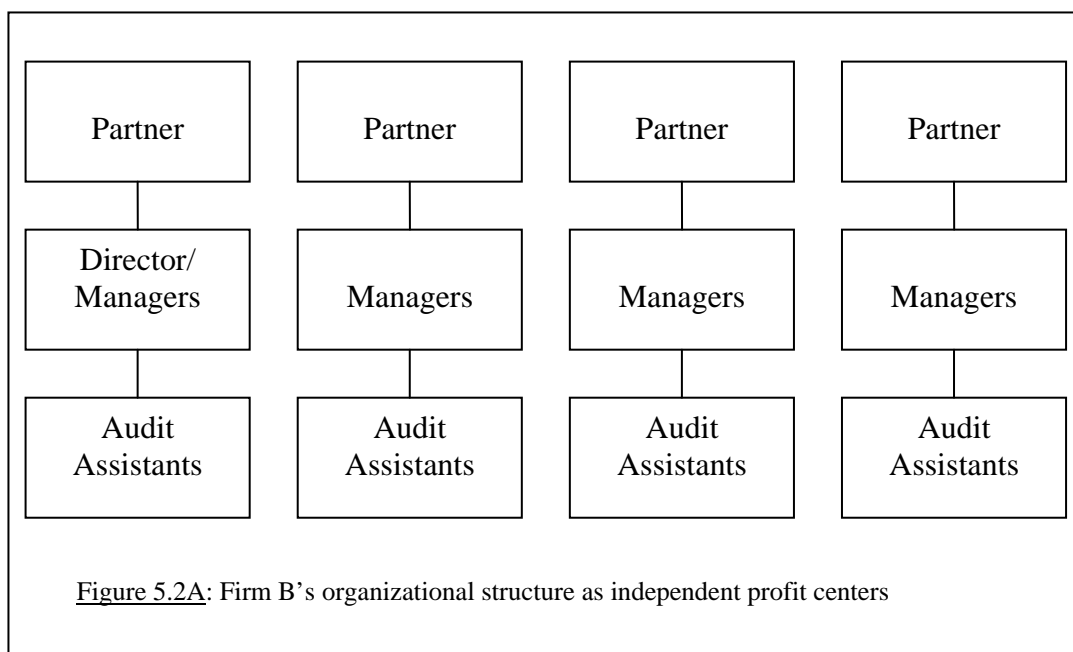 Partner
Partner
Partner
Partner
Director/
Managers
Managers
Managers
Managers
Audit
Assistants
Audit
Assistants
Audit
Assistants
Audit
Assistants
Figure 5.2A: Firm B’s organizational structure as independent profit centers